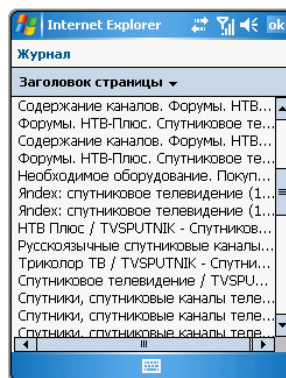 Internet Explorer
ok
Журнал
Заголовок страницы
Содержание каналов. Форумы. НТВ...
Форумы. НТВ-Плюс. Спутниковое те...
Содержание каналов. Форумы. НТВ...
Форумы. НТВ-Плюс. Спутниковое те...
Необходимое оборудование. Покуп...
Яndex: спутниковое телевидение (1...
Яndex: спутниковое телевидение (1...
НТВ Плюс / TVSPUTNIK - Спутников...
Русскоязычные спутниковые каналы...
Триколор ТВ / TVSPUTNIK - Спутни...
Спутниковое телевидение / TVSPU...
Спутники, спутниковые каналы теле...
Спутники, спутниковые каналы теле...
Спутники, спутниковые каналы теле...